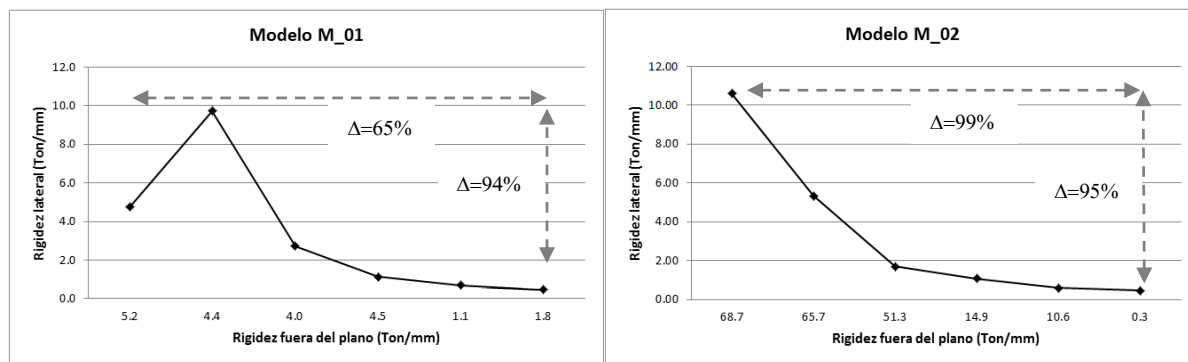 Modelo M_01
Rigidez lateral (Ton/mm)
12.0
10.0
8.0
6.0
4.0
2.0
0.0
Δ=65%
Δ=94%
5.2 4.4 4.0 4.5 1.1 1.8
Rigidez fuera del plano (Ton/mm)
Modelo M_02
Rigidez lateral (Ton/mm)
12.00
10.00
8.00
6.00
4.00
2.00
0.00
Δ=99%
Δ=95%
68.7 65.7 51.3 14.9 10.6 0.3
Rigidez fuera del plano (Ton/mm)